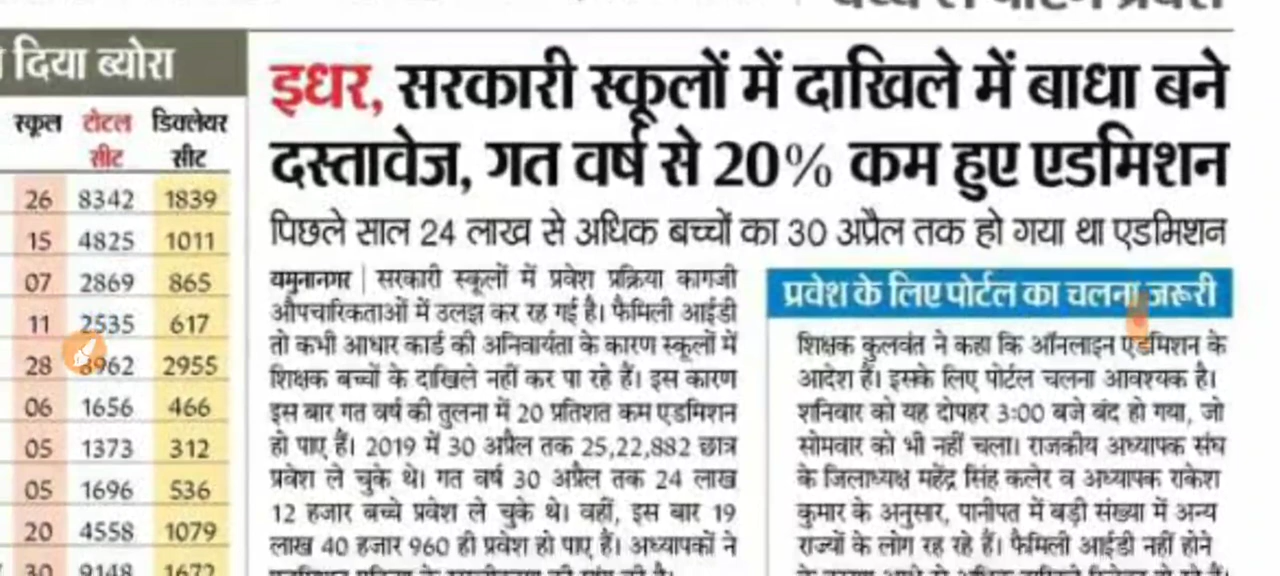 दिया ब्योरा
स्कूल टोटल डिक्लेयर
सीट सीट
26 8342 1839
15 4825 1011
07 2869 865
11 2535 617
28 8962 2955
06 1656 466
05 1373 312
05 1696 536
20 4558 1079
30 9148 1672
इधर, सरकारी स्कूलों में दाखिले में बाधा बने
दस्तावेज, गत वर्ष से 20% कम हुए एडमिशन
पिछले साल 24 लाख से अधिक बच्चों का 30 अप्रैल तक हो गया था एडमिशन
यमुनानगर | सरकारी स्कूलों में प्रवेश प्रक्रिया कागजी
औपचारिकताओं में उलझ कर रह गई है। फैमिली आईडी
तो कभी आधार कार्ड की अनिवार्यता के कारण स्कूलों में
शिक्षक बच्चों के दाखिले नहीं कर पा रहे हैं। इस कारण
इस बार गत वर्ष की तुलना में 20 प्रतिशत कम एडमिशन
हो पाए हैं। 2019 में 30 अप्रैल तक 25,22,882 छात्र
प्रवेश ले चुके थे। गत वर्ष 30 अप्रैल तक 24 लाख
12 हजार बच्चे प्रवेश ले चुके थे। वहीं, इस बार 19
लाख 40 हजार 960 ही प्रवेश हो पाए हैं। अध्यापकों ने
प्रवेश के लिए पोर्टल का चलना जरूरी
शिक्षक कुलवंत ने कहा कि ऑनलाइन एडमिशन के
आदेश हैं। इसके लिए पोर्टल चलना आवश्यक है।
शनिवार को यह दोपहर 3:00 बजे बंद हो गया, जो
सोमवार को भी नहीं चला। राजकीय अध्यापक संघ
के जिलाध्यक्ष महेंद्र सिंह कलेर व अध्यापक राकेश
कुमार के अनुसार, पानीपत में बड़ी संख्या में अन्य
राज्यों के लोग रह रहे हैं। फैमिली आईडी नहीं होने